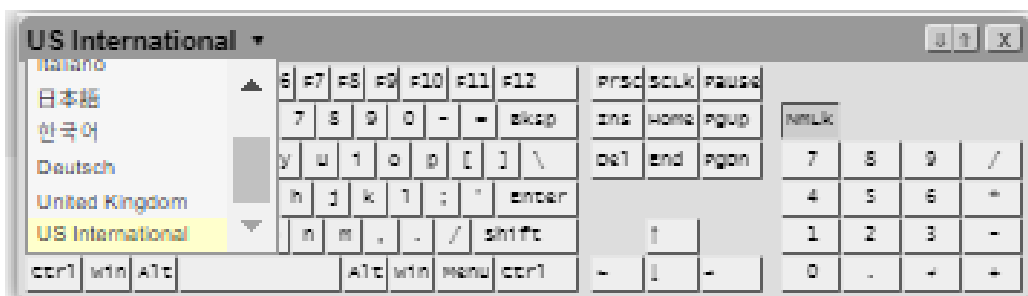 US International ▾ ⇓ ⇑ X
Italiano
日本語
한국어
Deutsch
United Kingdom
US International
6 F7 F8 F9 F10 F11 F12 PrSc SCLk Pause
7 8 9 0 - = Bksp Ins Home PgUp NmLk
y u i o p [ ] \ Del End PgDn 7 8 9 /
h j k l ; ' Enter 4 5 6 *
n m , . / Shift ↑ 1 2 3 -
Ctrl Win Alt Alt Win Menu Ctrl ← ↓ → 0 . +